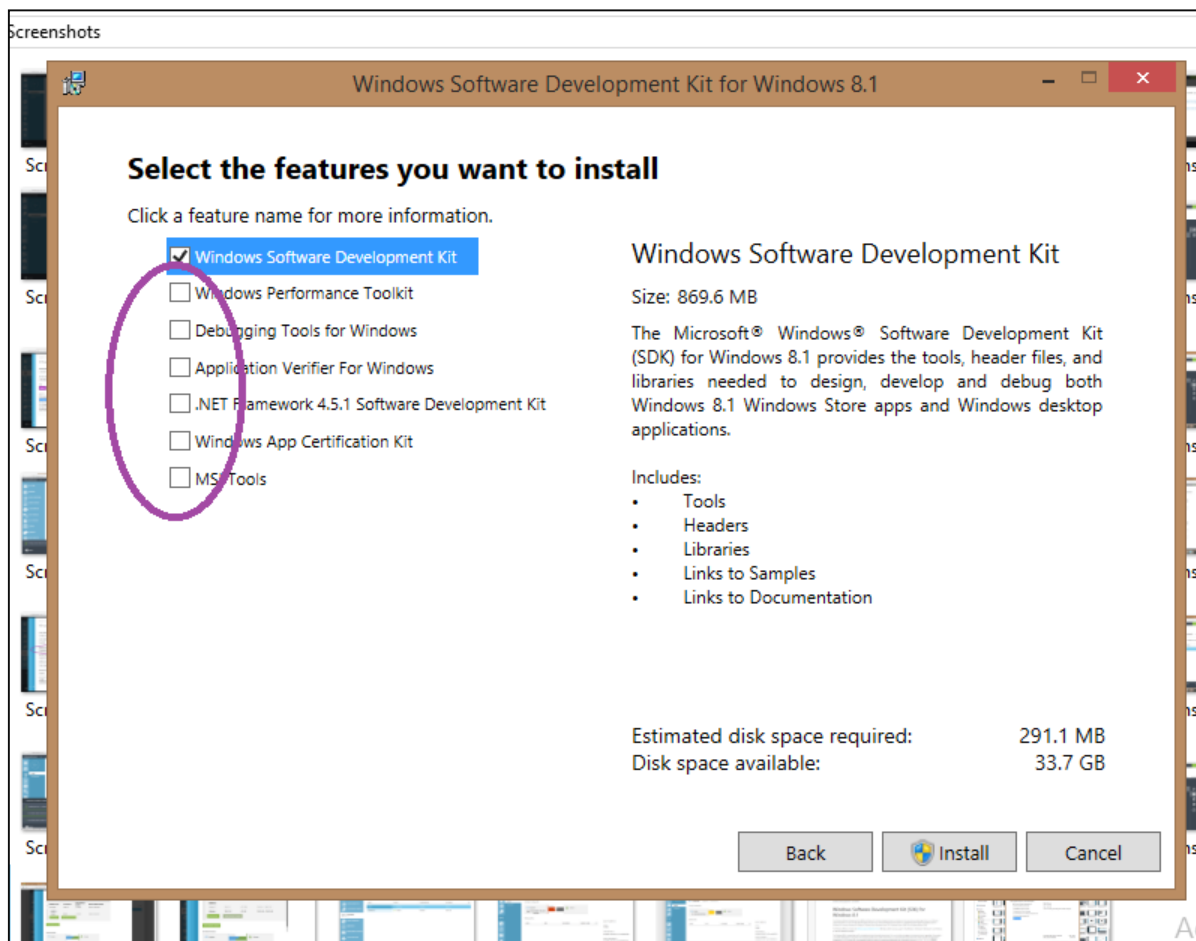 Screenshots
Windows Software Development Kit for Windows 8.1
Select the features you want to install
Click a feature name for more information.
Windows Software Development Kit
Windows Performance Toolkit
Debugging Tools for Windows
Application Verifier For Windows
.NET Framework 4.5.1 Software Development Kit
Windows App Certification Kit
MSI Tools
Windows Software Development Kit
Size: 869.6 MB
The Microsoft® Windows® Software Development Kit
(SDK) for Windows 8.1 provides the tools, header files, and
libraries needed to design, develop and debug both
Windows 8.1 Windows Store apps and Windows desktop
applications.
Includes:
• Tools
• Headers
• Libraries
• Links to Samples
• Links to Documentation
Estimated disk space required: 291.1 MB
Disk space available: 33.7 GB
Back
Install
Cancel